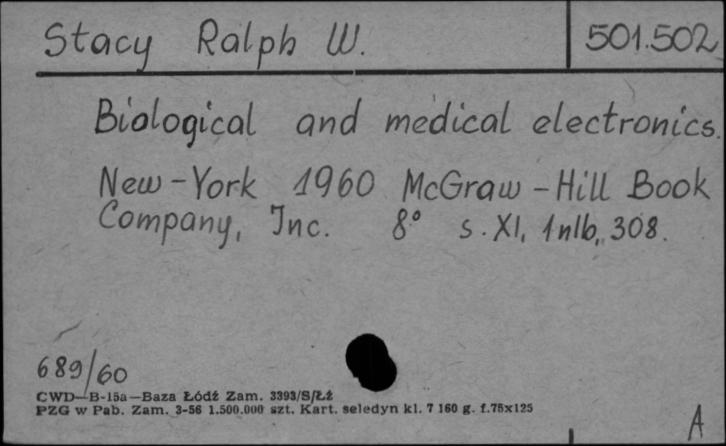 Stacy Ralph W. 501.502
Biological and medical electronics.
New-York 1960 McGraw-Hill Book
Company, Inc. 8° s. XI, 1nlb, 308.
689/60
CWD—B-15a—Baza Łódź Zam. 3393/S/Łź
PZG w Pab. Zam. 3-56 1.500.000 szt. Kart. seledyn kl. 7 160 g. f.75x125
A